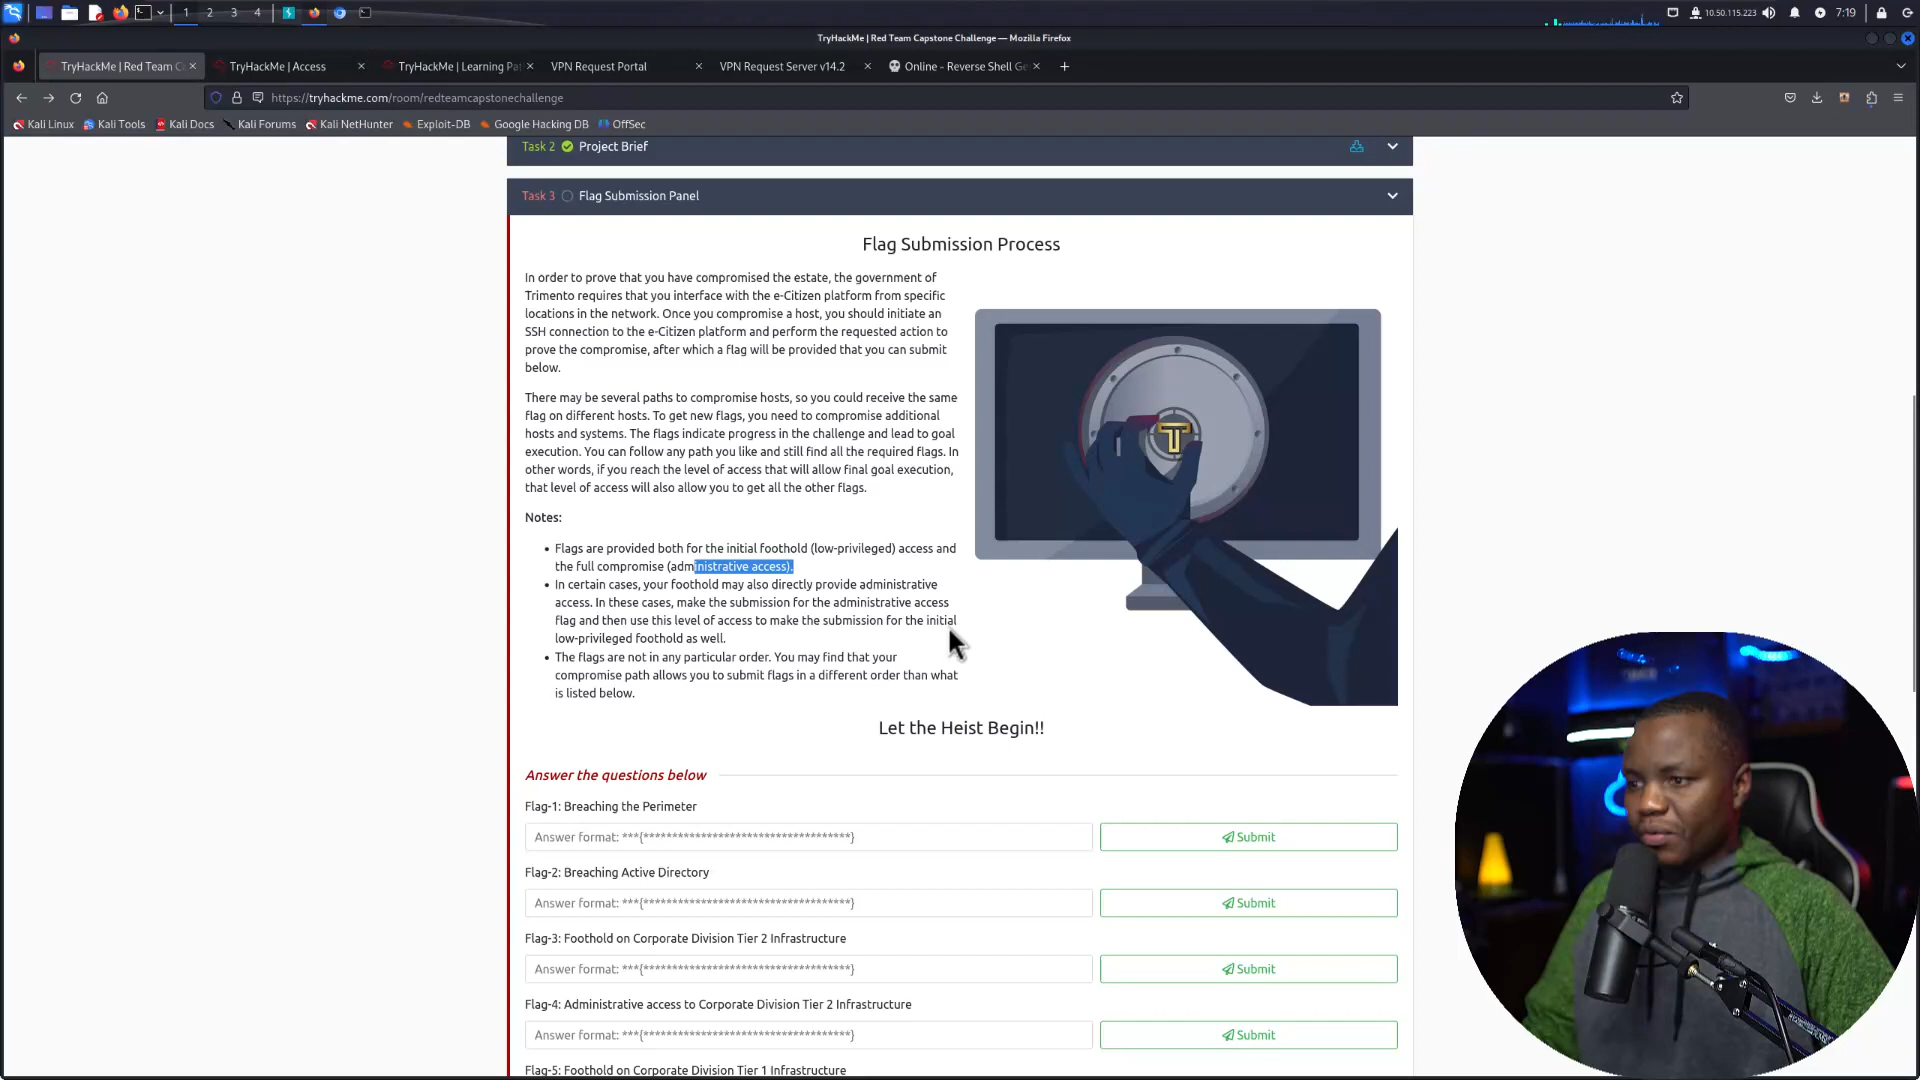 1 2 3 4 10.50.115.223 7:19
TryHackMe | Red Team Capstone Challenge — Mozilla Firefox
TryHackMe | Red Team C
TryHackMe | Access
TryHackMe | Learning Pat
VPN Request Portal
VPN Request Server v14.2
Online - Reverse Shell Ge
https://tryhackme.com/room/redteamcapstonechallenge
Kali Linux Kali Tools Kali Docs Kali Forums Kali NetHunter Exploit-DB Google Hacking DB OffSec
Task 2 Project Brief
Task 3 Flag Submission Panel
Flag Submission Process
In order to prove that you have compromised the estate, the government of
Trimento requires that you interface with the e-Citizen platform from specific
locations in the network. Once you compromise a host, you should initiate an
SSH connection to the e-Citizen platform and perform the requested action to
prove the compromise, after which a flag will be provided that you can submit
below.
There may be several paths to compromise hosts, so you could receive the same
flag on different hosts. To get new flags, you need to compromise additional
hosts and systems. The flags indicate progress in the challenge and lead to goal
execution. You can follow any path you like and still find all the required flags. In
other words, if you reach the level of access that will allow final goal execution,
that level of access will also allow you to get all the other flags.
T
Notes:
• Flags are provided both for the initial foothold (low-privileged) access and
the full compromise (administrative access).
• In certain cases, your foothold may also directly provide administrative
access. In these cases, make the submission for the administrative access
flag and then use this level of access to make the submission for the initial
low-privileged foothold as well.
• The flags are not in any particular order. You may find that your
compromise path allows you to submit flags in a different order than what
is listed below.
Let the Heist Begin!!
Answer the questions below
Flag-1: Breaching the Perimeter
Answer format: ***{*************************************} Submit
Flag-2: Breaching Active Directory
Answer format: ***{*************************************} Submit
Flag-3: Foothold on Corporate Division Tier 2 Infrastructure
Answer format: ***{*************************************} Submit
Flag-4: Administrative access to Corporate Division Tier 2 Infrastructure
Answer format: ***{*************************************} Submit
Flag-5: Foothold on Corporate Division Tier 1 Infrastructure